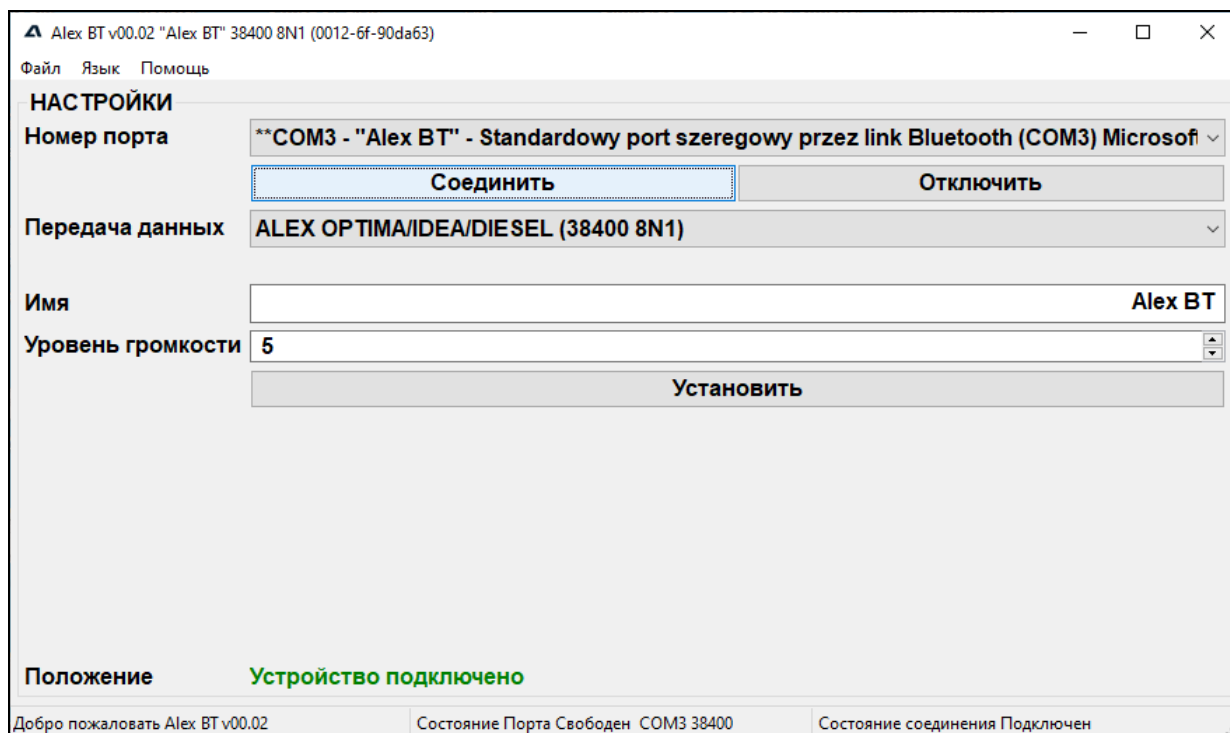 Alex BT v00.02 "Alex BT" 38400 8N1 (0012-6f-90da63)
Файл Язык Помощь
НАСТРОЙКИ
Номер порта **COM3 - "Alex BT" - Standardowy port szeregowy przez link Bluetooth (COM3) Microsoft
Соединить Отключить
Передача данных ALEX OPTIMA/IDEA/DIESEL (38400 8N1)
Имя Alex BT
Уровень громкости 5
Установить
Положение Устройство подключено
Добро пожаловать Alex BT v00.02 Состояние Порта Свободен COM3 38400 Состояние соединения Подключен